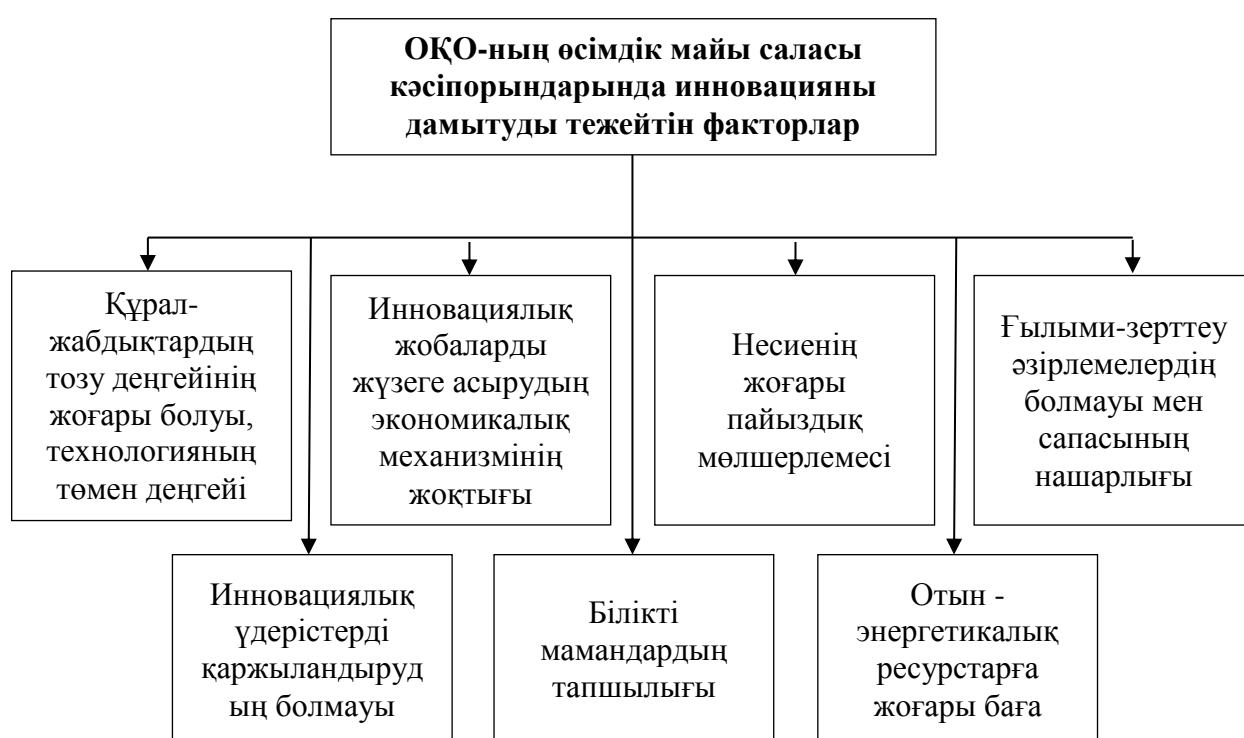 ОҚО-ның өсімдік майы саласы
кәсіпорындарында инновацияны
дамытуды тежейтін факторлар
Құрал-
жабдықтардың
тозу деңгейінің
жоғары болуы,
технологияның
төмен деңгейі
Инновациялық
жобаларды
жүзеге асырудың
экономикалық
механизмінің
жоқтығы
Несиенің
жоғары
пайыздық
мөлшерлемесі
Ғылыми-зерттеу
әзірлемелердің
болмауы мен
сапасының
нашарлығы
Инновациялық
үдерістерді
қаржыландыруд
ың болмауы
Білікті
мамандардың
тапшылығы
Отын -
энергетикалық
ресурстарға
жоғары баға